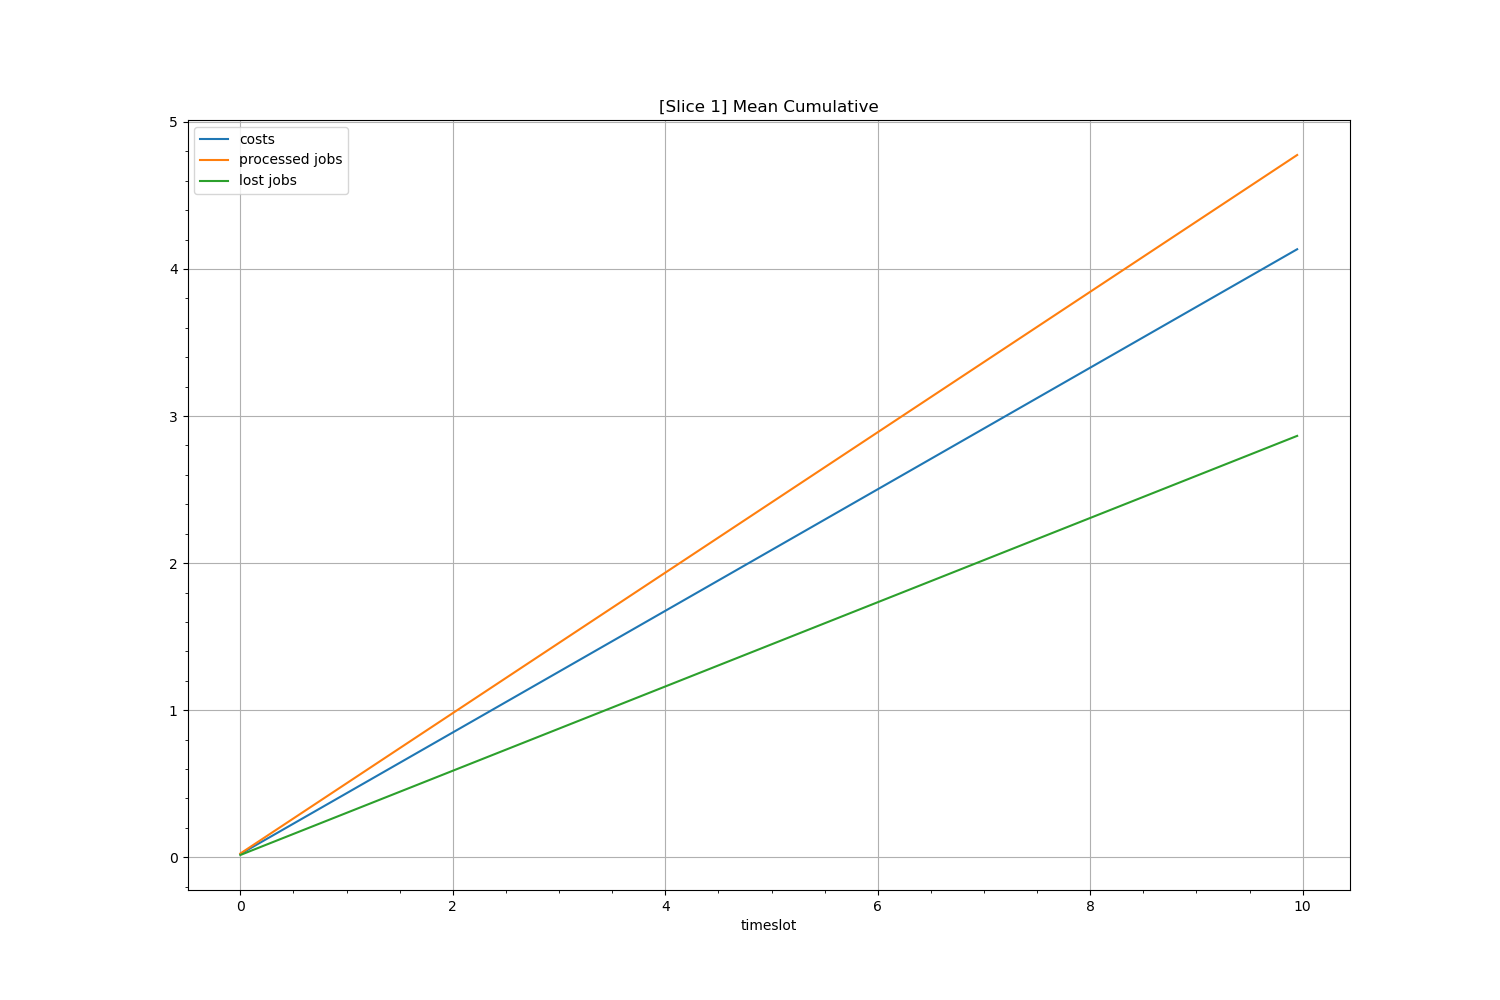 [Slice 1] Mean Cumulative
costs
processed jobs
lost jobs
5
4
3
2
1
0
0 2 4 6 8 10
timeslot